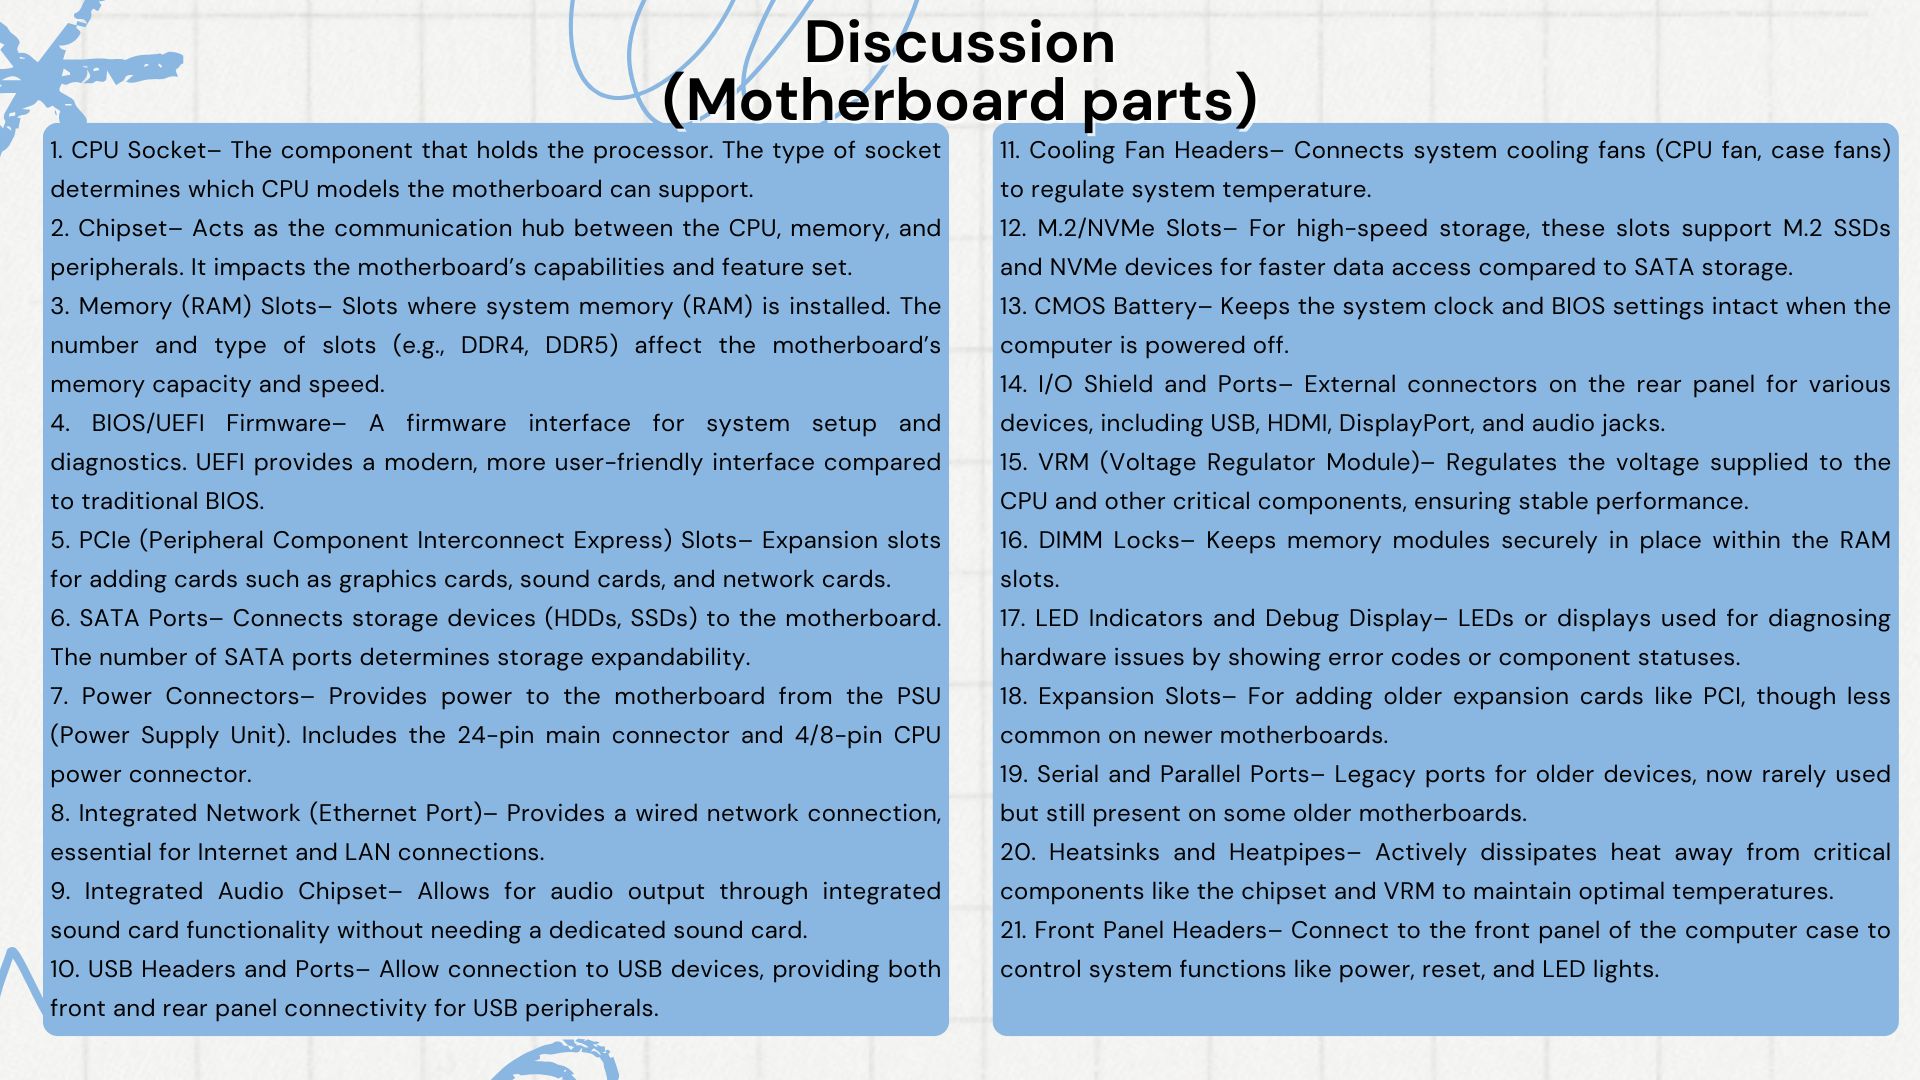 Discussion
(Motherboard parts)
1. CPU Socket– The component that holds the processor. The type of socket
determines which CPU models the motherboard can support.
2. Chipset– Acts as the communication hub between the CPU, memory, and
peripherals. It impacts the motherboard’s capabilities and feature set.
3. Memory (RAM) Slots– Slots where system memory (RAM) is installed. The
number and type of slots (e.g., DDR4, DDR5) affect the motherboard’s
memory capacity and speed.
4. BIOS/UEFI Firmware– A firmware interface for system setup and
diagnostics. UEFI provides a modern, more user-friendly interface compared
to traditional BIOS.
5. PCIe (Peripheral Component Interconnect Express) Slots– Expansion slots
for adding cards such as graphics cards, sound cards, and network cards.
6. SATA Ports– Connects storage devices (HDDs, SSDs) to the motherboard.
The number of SATA ports determines storage expandability.
7. Power Connectors– Provides power to the motherboard from the PSU
(Power Supply Unit). Includes the 24-pin main connector and 4/8-pin CPU
power connector.
8. Integrated Network (Ethernet Port)– Provides a wired network connection,
essential for Internet and LAN connections.
9. Integrated Audio Chipset– Allows for audio output through integrated
sound card functionality without needing a dedicated sound card.
10. USB Headers and Ports– Allow connection to USB devices, providing both
front and rear panel connectivity for USB peripherals.
11. Cooling Fan Headers– Connects system cooling fans (CPU fan, case fans)
to regulate system temperature.
12. M.2/NVMe Slots– For high-speed storage, these slots support M.2 SSDs
and NVMe devices for faster data access compared to SATA storage.
13. CMOS Battery– Keeps the system clock and BIOS settings intact when the
computer is powered off.
14. I/O Shield and Ports– External connectors on the rear panel for various
devices, including USB, HDMI, DisplayPort, and audio jacks.
15. VRM (Voltage Regulator Module)– Regulates the voltage supplied to the
CPU and other critical components, ensuring stable performance.
16. DIMM Locks– Keeps memory modules securely in place within the RAM
slots.
17. LED Indicators and Debug Display– LEDs or displays used for diagnosing
hardware issues by showing error codes or component statuses.
18. Expansion Slots– For adding older expansion cards like PCI, though less
common on newer motherboards.
19. Serial and Parallel Ports– Legacy ports for older devices, now rarely used
but still present on some older motherboards.
20. Heatsinks and Heatpipes– Actively dissipates heat away from critical
components like the chipset and VRM to maintain optimal temperatures.
21. Front Panel Headers– Connect to the front panel of the computer case to
control system functions like power, reset, and LED lights.